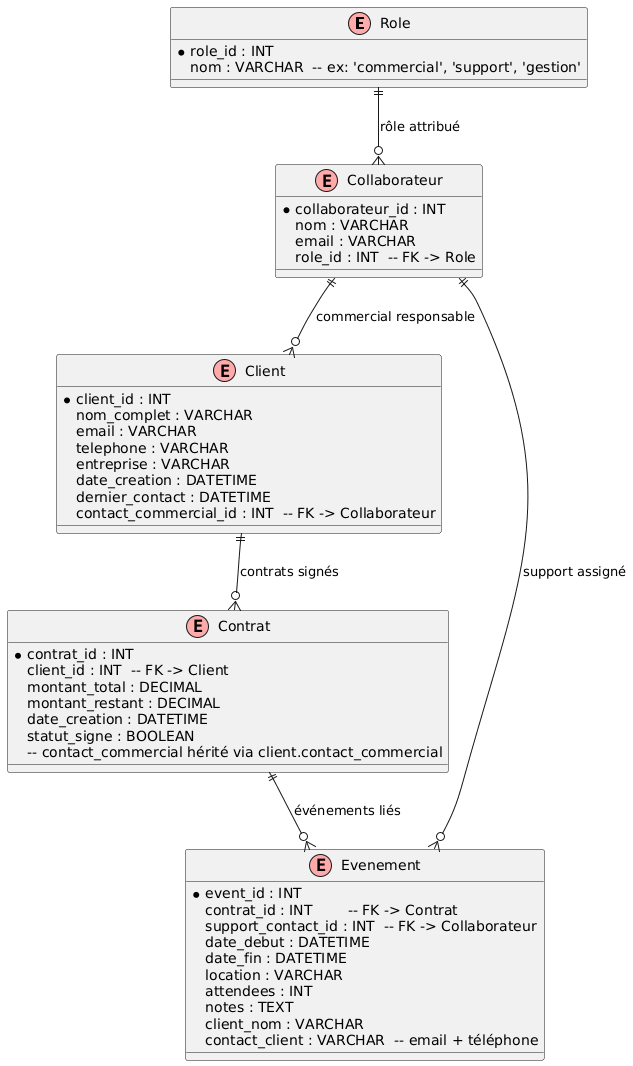 E Role
role_id : INT
nom : VARCHAR -- ex: 'commercial', 'support', 'gestion'
rôle attribué
E Collaborateur
collaborateur_id : INT
nom : VARCHAR
email : VARCHAR
role_id : INT -- FK -> Role
commercial responsable
E Client
client_id : INT
nom_complet : VARCHAR
email : VARCHAR
telephone : VARCHAR
entreprise : VARCHAR
date_creation : DATETIME
dernier_contact : DATETIME
contact_commercial_id : INT -- FK -> Collaborateur
contrats signés
support assigné
E Contrat
contrat_id : INT
client_id : INT -- FK -> Client
montant_total : DECIMAL
montant_restant : DECIMAL
date_creation : DATETIME
statut_signe : BOOLEAN
-- contact_commercial hérité via client.contact_commercial
événements liés
E Evenement
event_id : INT
contrat_id : INT -- FK -> Contrat
support_contact_id : INT -- FK -> Collaborateur
date_debut : DATETIME
date_fin : DATETIME
location : VARCHAR
attendees : INT
notes : TEXT
client_nom : VARCHAR
contact_client : VARCHAR -- email + téléphone